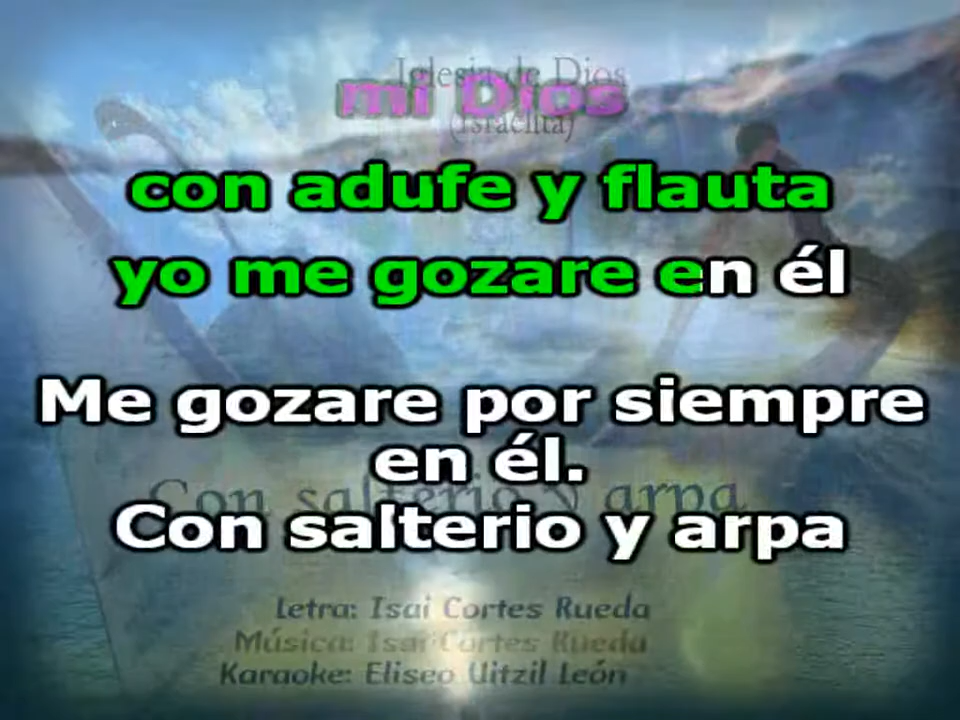 Iglesia de Dios
mi Dios
(Israelita)
con adufe y flauta
yo me gozare en él
Me gozare por siempre
en él.
Con salterio y arpa
Con salterio y arpa
Letra: Isai Cortes Rueda
Música: Isai Cortes Rueda
Karaoke: Eliseo Uitzil León